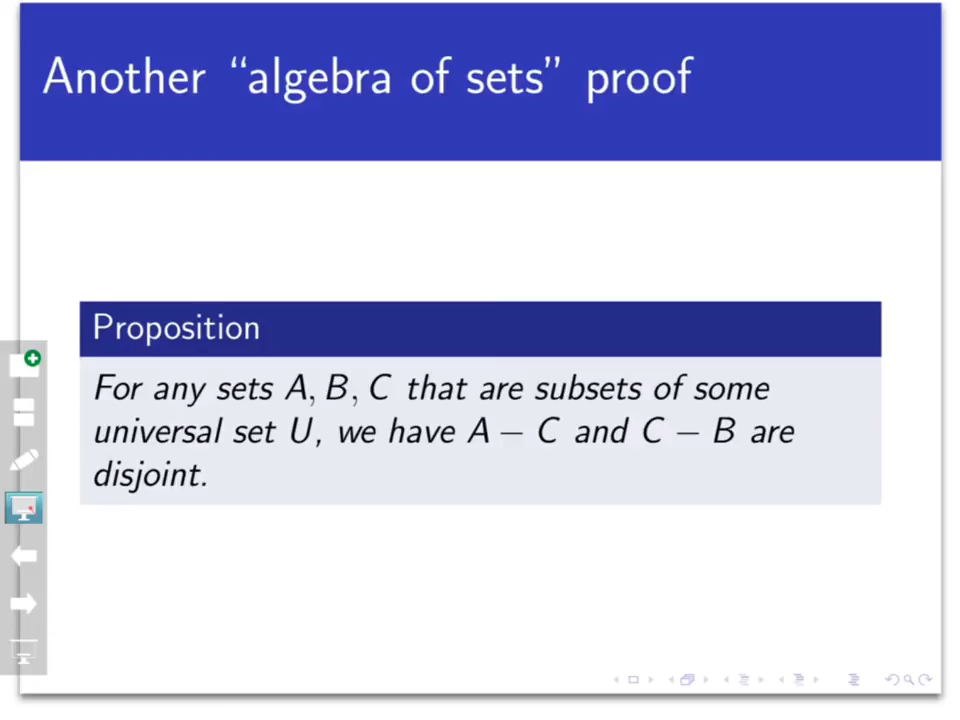 Another “algebra of sets” proof
Proposition
For any sets A, B, C that are subsets of some
universal set U, we have A − C and C − B are
disjoint.